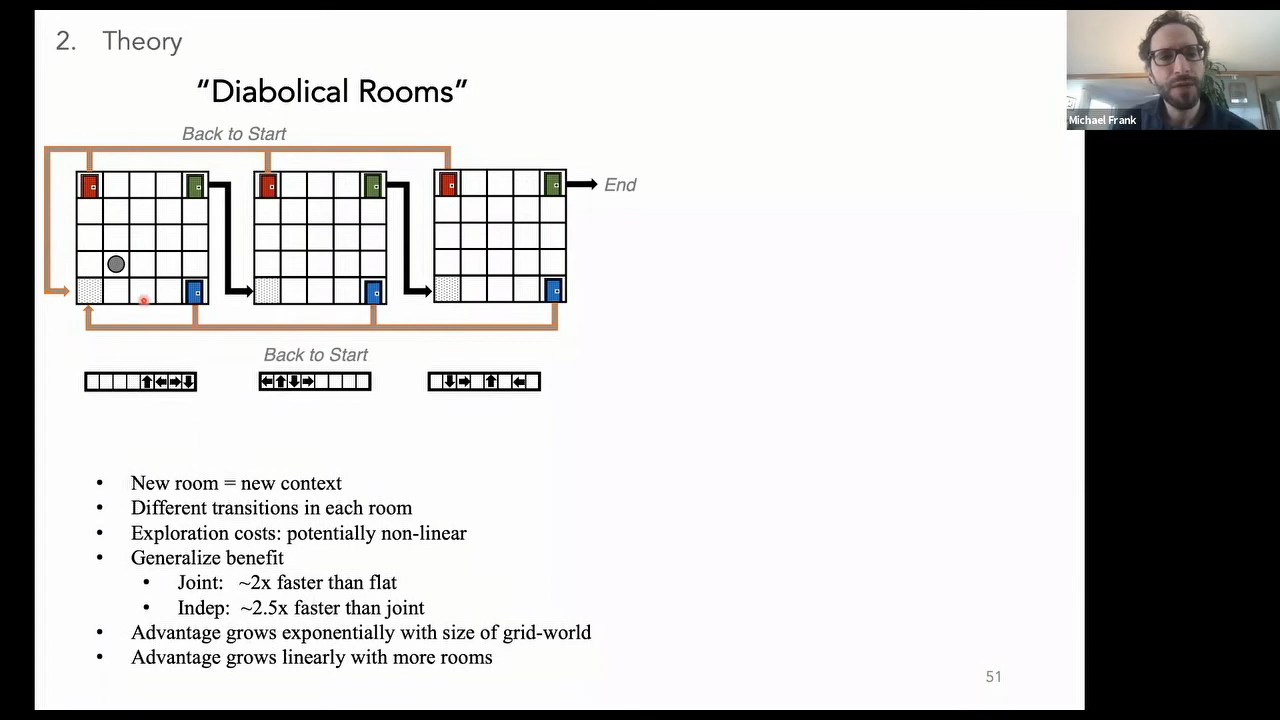 2. Theory
"Diabolical Rooms"
Back to Start
End
Back to Start
• New room = new context
• Different transitions in each room
• Exploration costs: potentially non-linear
• Generalize benefit
• Joint: ~2x faster than flat
• Indep: ~2.5x faster than joint
• Advantage grows exponentially with size of grid-world
• Advantage grows linearly with more rooms
51
Michael Frank